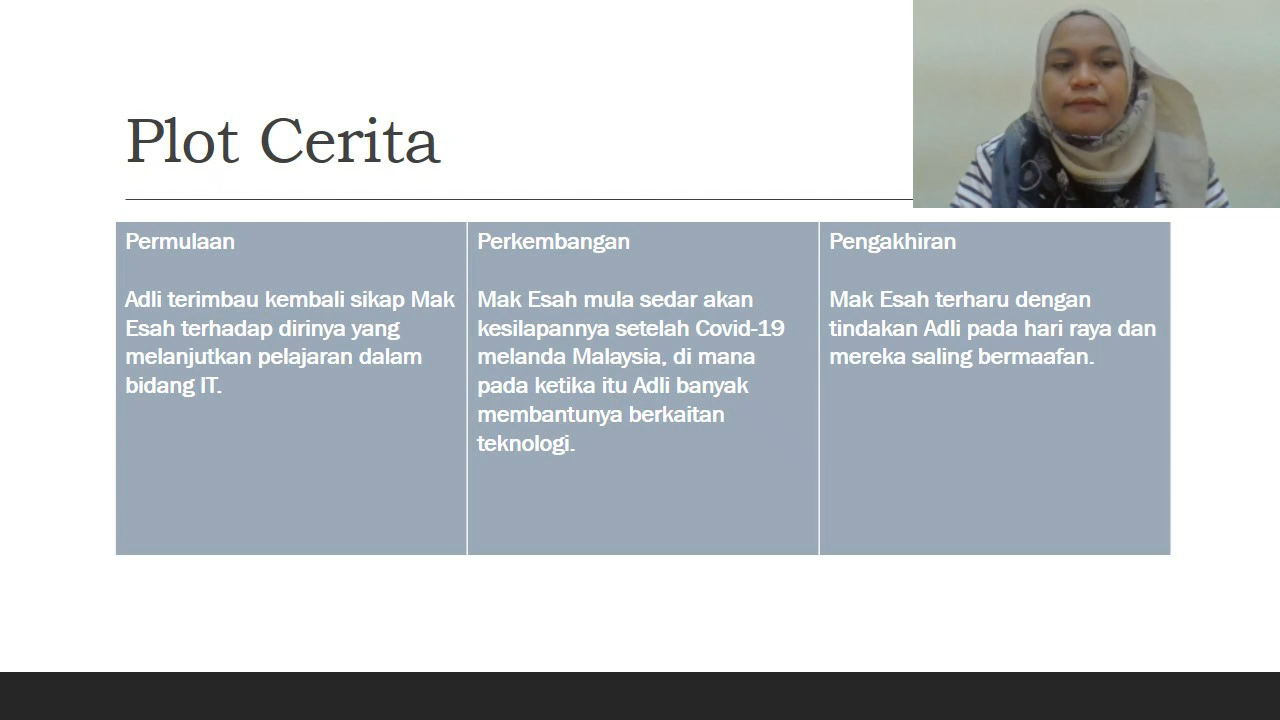 Plot Cerita
Permulaan
Adli terimbau kembali sikap Mak
Esah terhadap dirinya yang
melanjutkan pelajaran dalam
bidang IT.
Perkembangan
Mak Esah mula sedar akan
kesilapannya setelah Covid-19
melanda Malaysia, di mana
pada ketika itu Adli banyak
membantunya berkaitan
teknologi.
Pengakhiran
Mak Esah terharu dengan
tindakan Adli pada hari raya dan
mereka saling bermaafan.